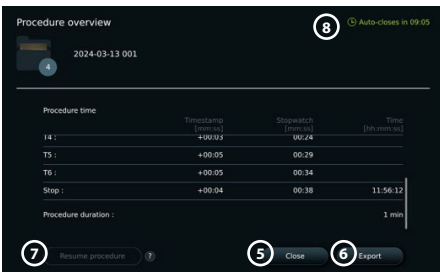 Procedure overview
8
Auto-closes in 09:05
2024-03-13 001
4
Procedure time
Timestamp [mm:ss] Stopwatch [mm:ss] Time [hh:mm:ss]
T4 : +00:03 00:24
T5 : +00:05 00:29
T6 : +00:05 00:34
Stop : +00:04 00:38 11:56:12
Procedure duration : 1 min
7 Resume procedure ? 5 Close 6 Export